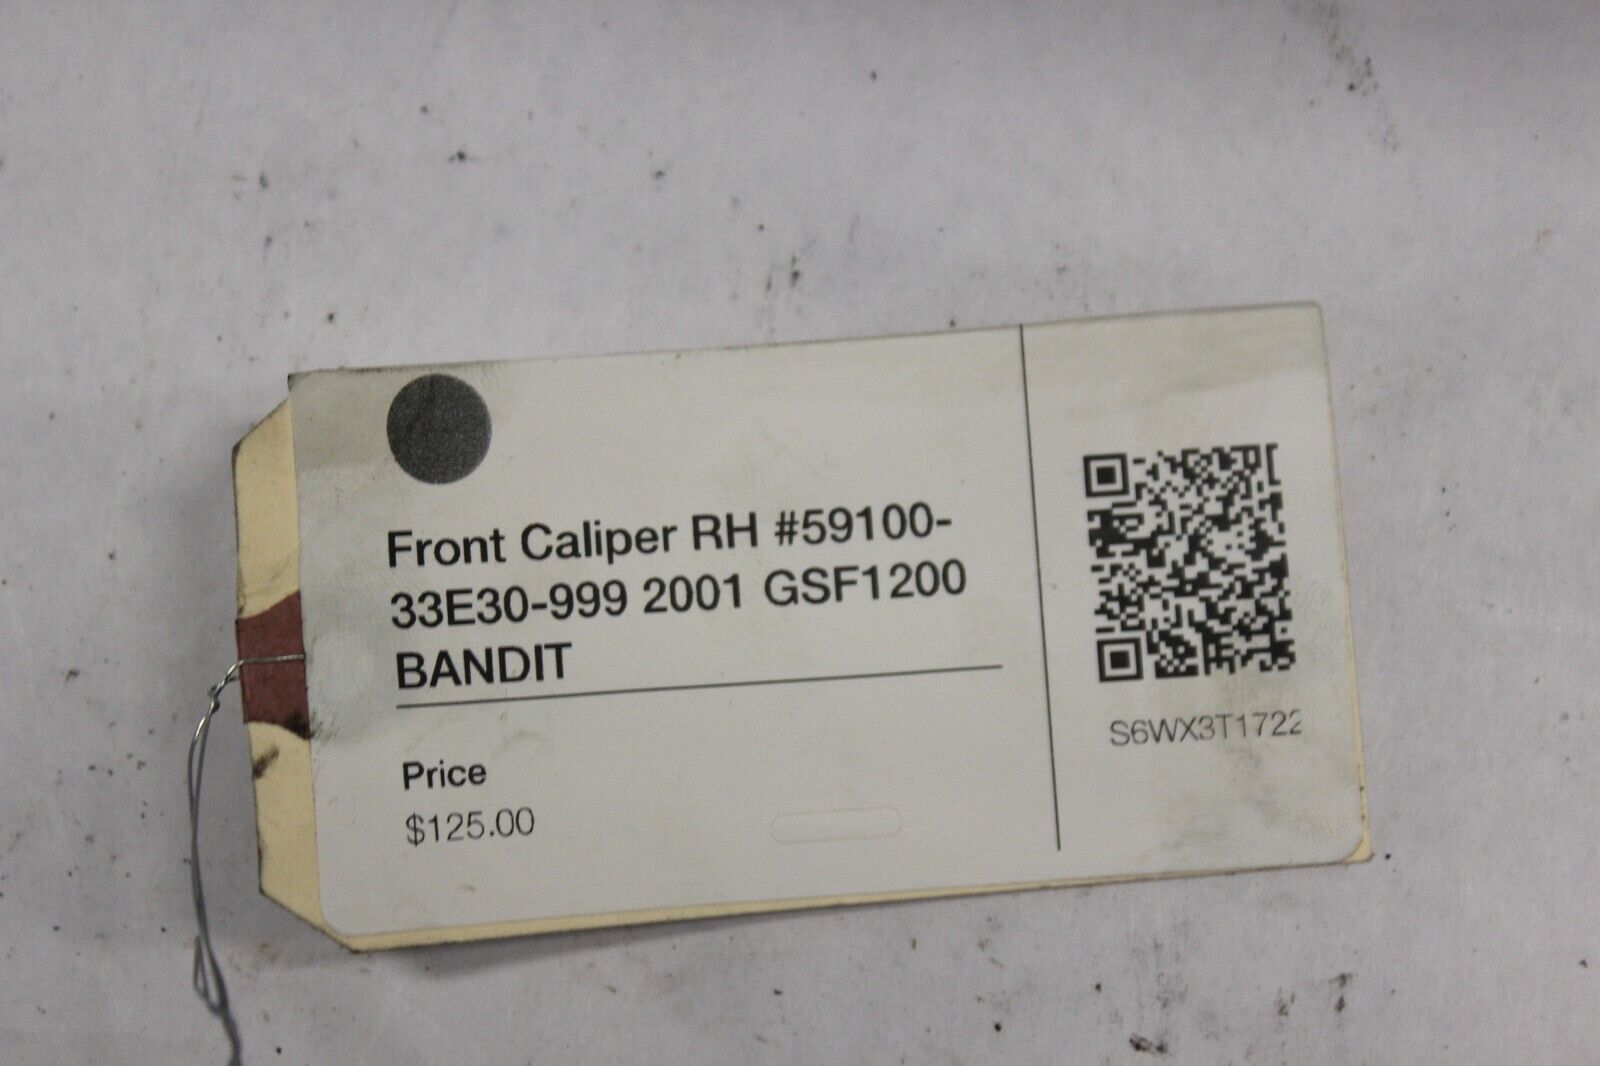 Front Caliper RH #59100-
33E30-999 2001 GSF1200
BANDIT
Price
$125.00
S6WX3T1722